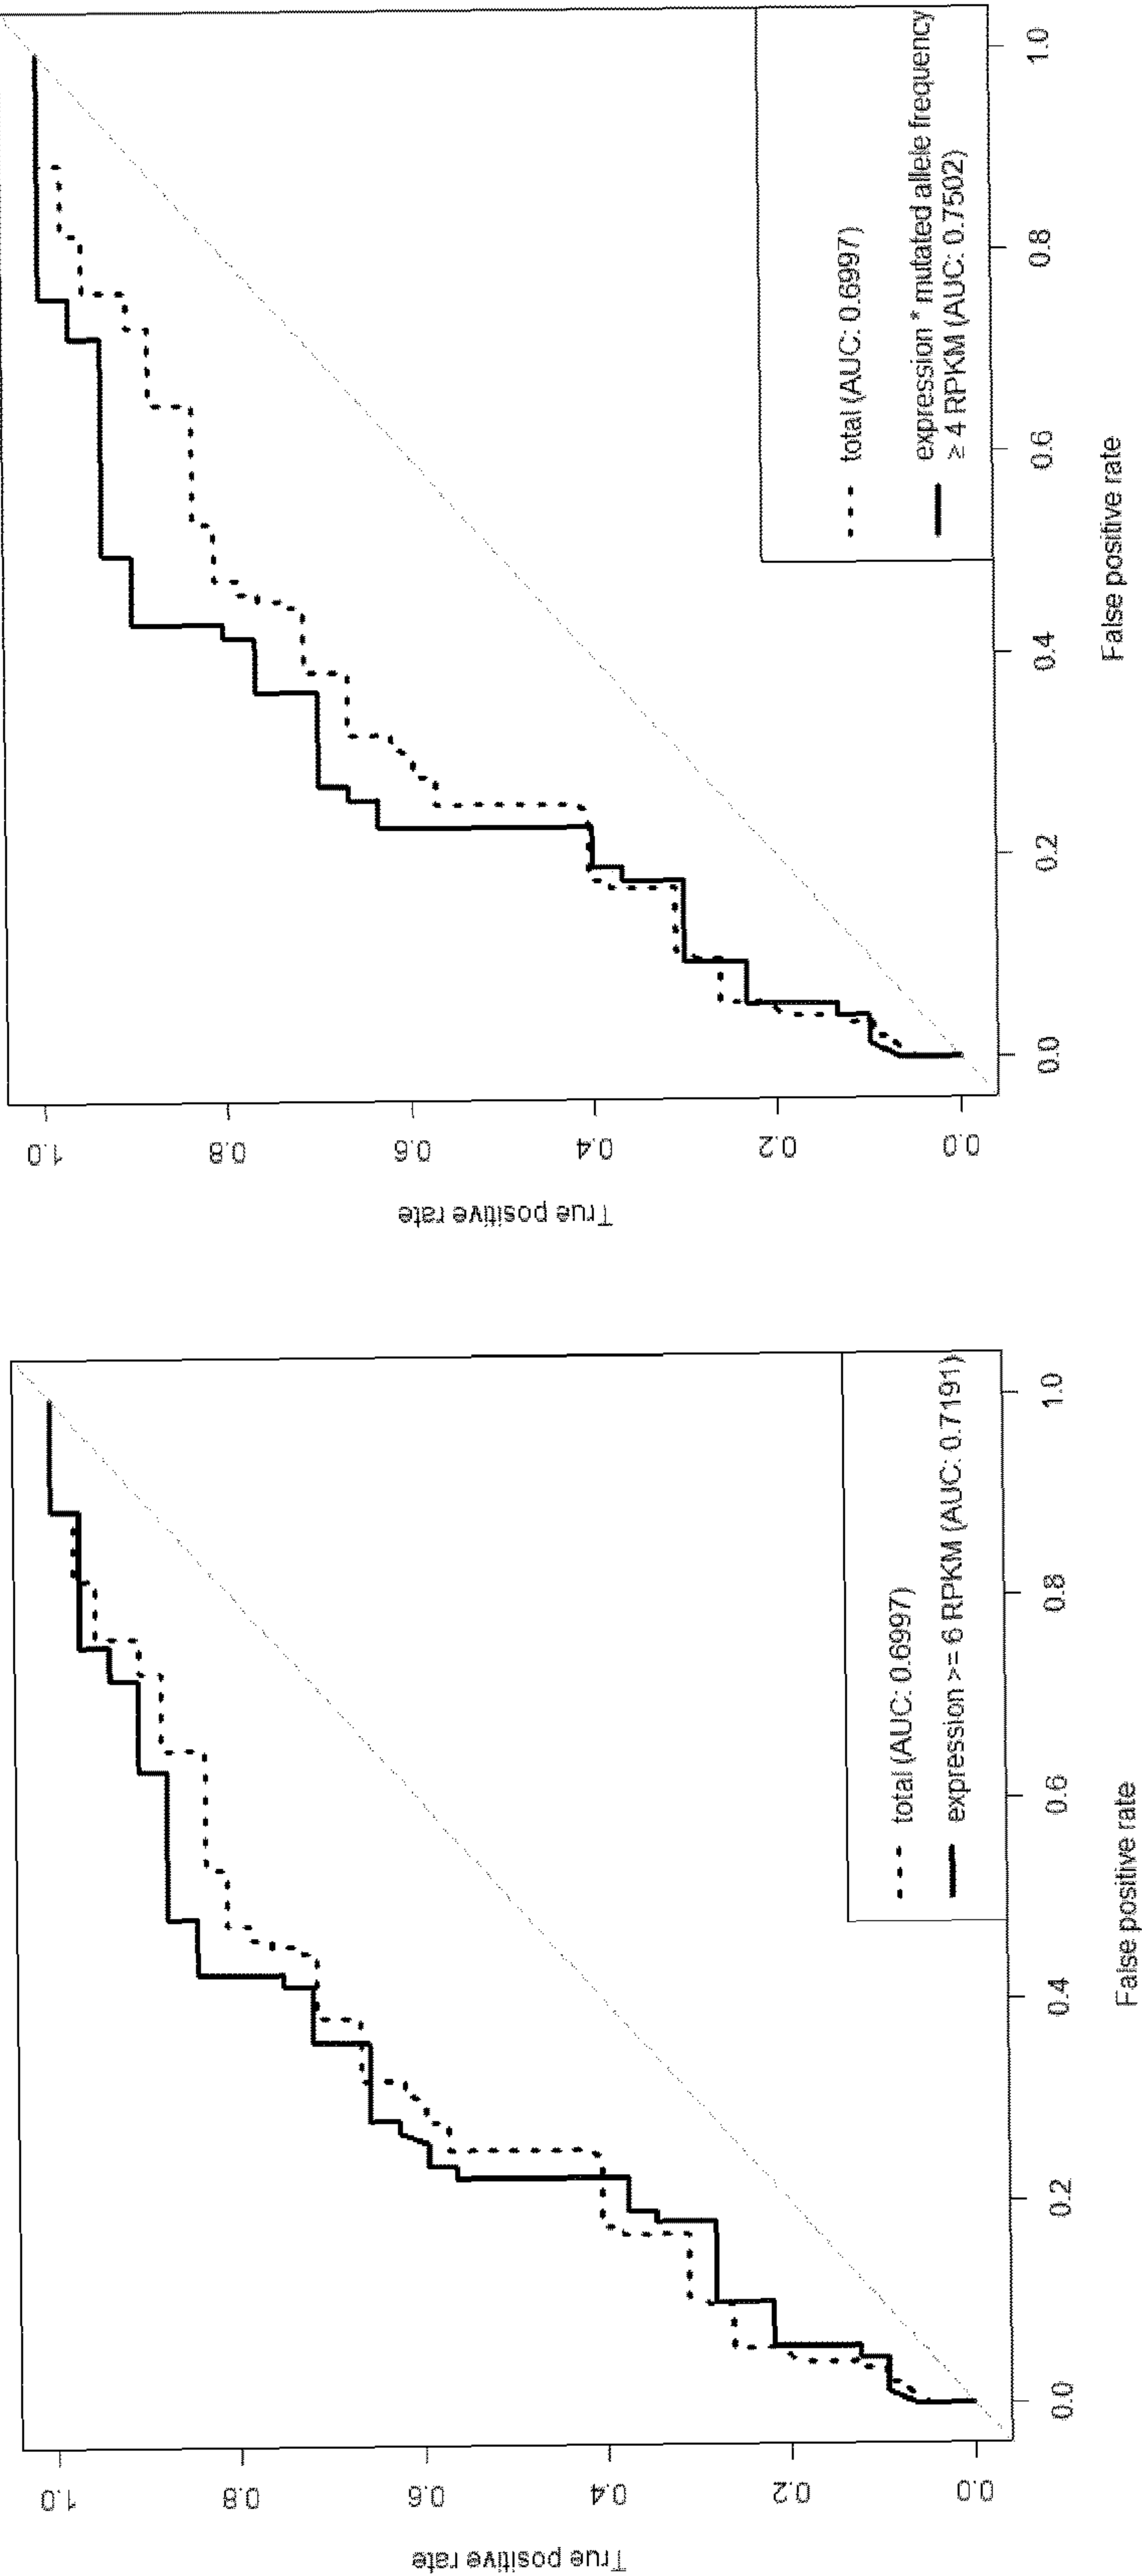 True positive rate
1.0
0.8
0.6
0.4
0.2
0.0
total (AUC: 0.6997)
expression >= 6 RPKM (AUC: 0.7191)
0.0
0.2
0.4
0.6
0.8
1.0
False positive rate
True positive rate
1.0
0.8
0.6
0.4
0.2
0.0
total (AUC: 0.6997)
expression * mutated allele frequency
≥ 4 RPKM (AUC: 0.7502)
0.0
0.2
0.4
0.6
0.8
1.0
False positive rate